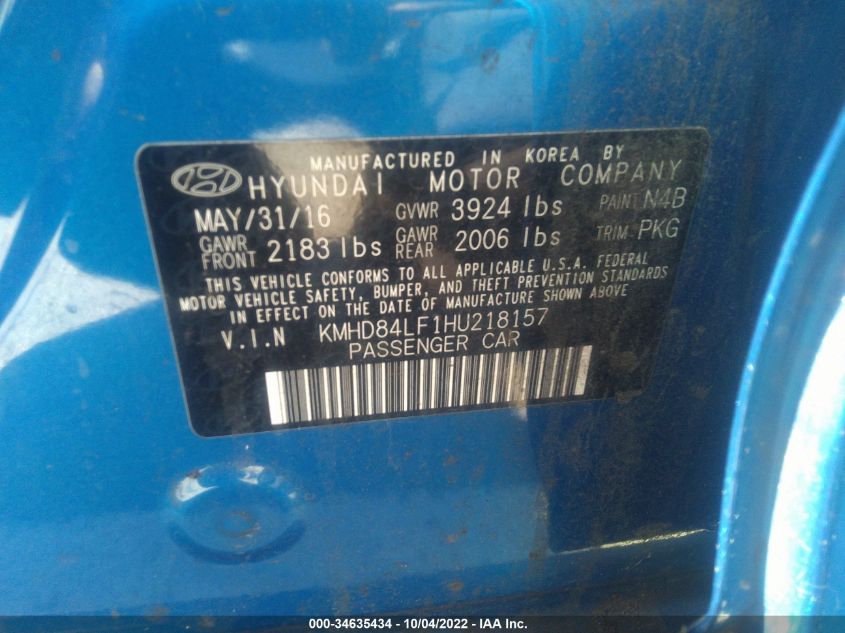 MANUFACTURED IN KOREA BY
HYUNDAI MOTOR COMPANY
MAY/31/16 GVWR 3924 lbs PAINT N4B
GAWR FRONT 2183 lbs GAWR REAR 2006 lbs TRIM PKG
THIS VEHICLE CONFORMS TO ALL APPLICABLE U.S.A. FEDERAL
MOTOR VEHICLE SAFETY, BUMPER, AND THEFT PREVENTION STANDARDS
IN EFFECT ON THE DATE OF MANUFACTURE SHOWN ABOVE
V.I.N KMHD84LF1HU218157
PASSENGER CAR
000-34635434 - 10/04/2022 - IAA Inc.